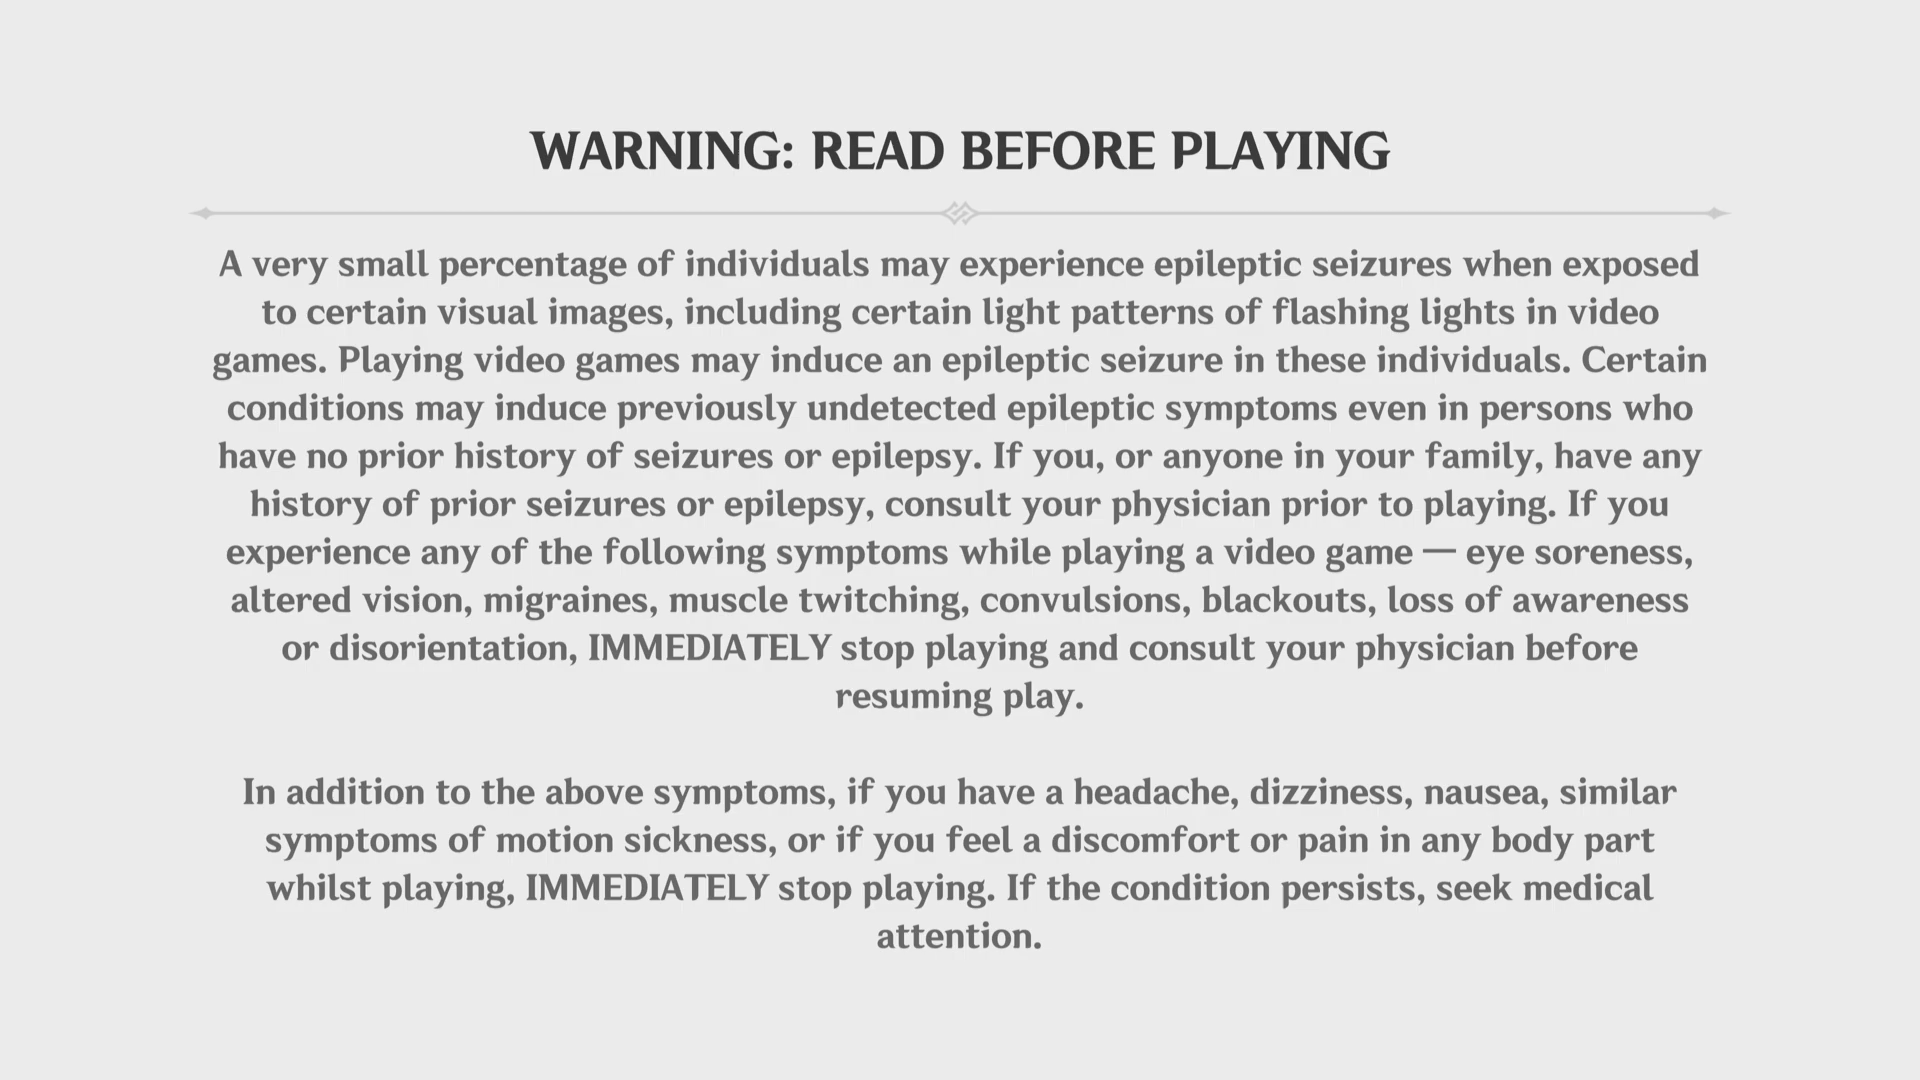 WARNING: READ BEFORE PLAYING
A very small percentage of individuals may experience epileptic seizures when exposed
to certain visual images, including certain light patterns of flashing lights in video
games. Playing video games may induce an epileptic seizure in these individuals. Certain
conditions may induce previously undetected epileptic symptoms even in persons who
have no prior history of seizures or epilepsy. If you, or anyone in your family, have any
history of prior seizures or epilepsy, consult your physician prior to playing. If you
experience any of the following symptoms while playing a video game — eye soreness,
altered vision, migraines, muscle twitching, convulsions, blackouts, loss of awareness
or disorientation, IMMEDIATELY stop playing and consult your physician before
resuming play.
In addition to the above symptoms, if you have a headache, dizziness, nausea, similar
symptoms of motion sickness, or if you feel a discomfort or pain in any body part
whilst playing, IMMEDIATELY stop playing. If the condition persists, seek medical
attention.